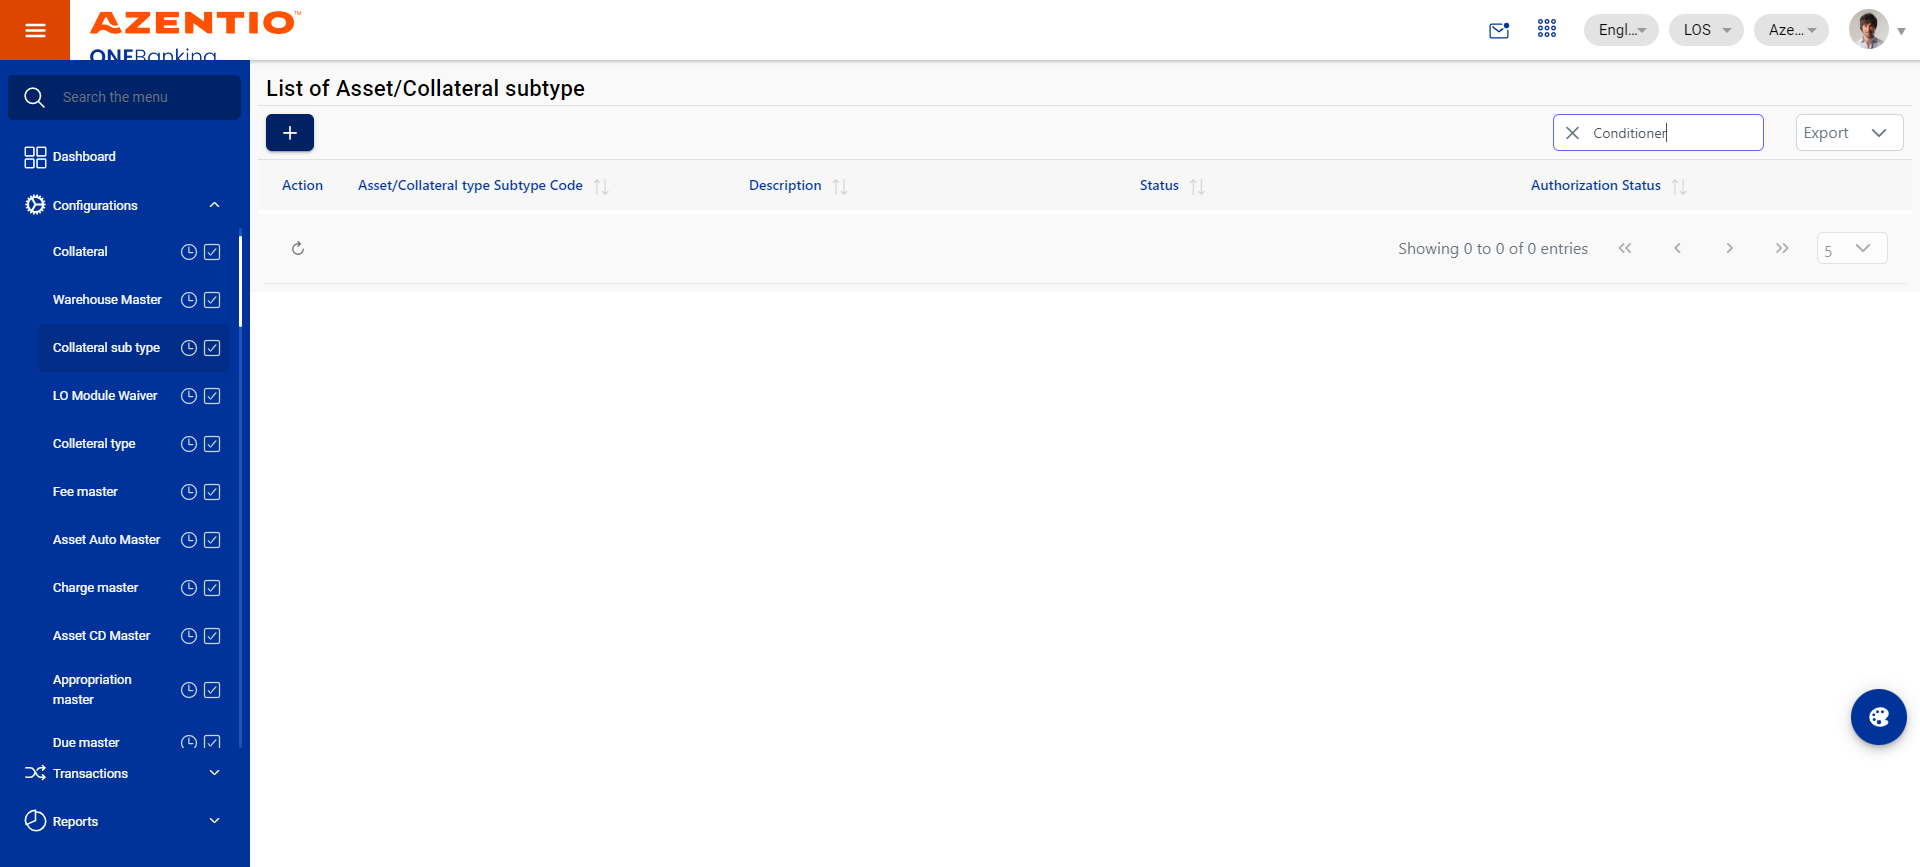 AZENTIO™
ONEBanking
Engl...
LOS
Aze...
Search the menu
Dashboard
Configurations
Collateral
Warehouse Master
Collateral sub type
LO Module Waiver
Colleteral type
Fee master
Asset Auto Master
Charge master
Asset CD Master
Appropriation
master
Due master
Transactions
Reports
List of Asset/Collateral subtype
Conditioner
Export
Action
Asset/Collateral type Subtype Code
Description
Status
Authorization Status
Showing 0 to 0 of 0 entries
5